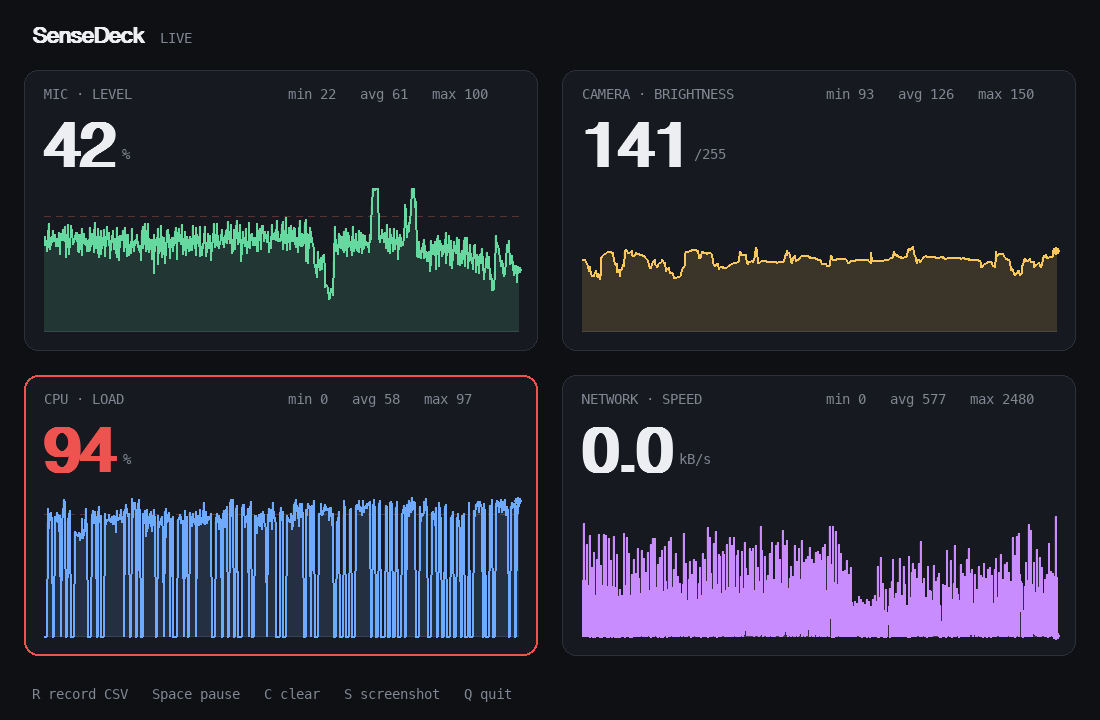 SenseDeck LIVE
MIC · LEVEL min 22 avg 61 max 100
42 %
CAMERA · BRIGHTNESS min 93 avg 126 max 150
141 /255
CPU · LOAD min 0 avg 58 max 97
94 %
NETWORK · SPEED min 0 avg 577 max 2480
0.0 kB/s
R record CSV Space pause C clear S screenshot Q quit